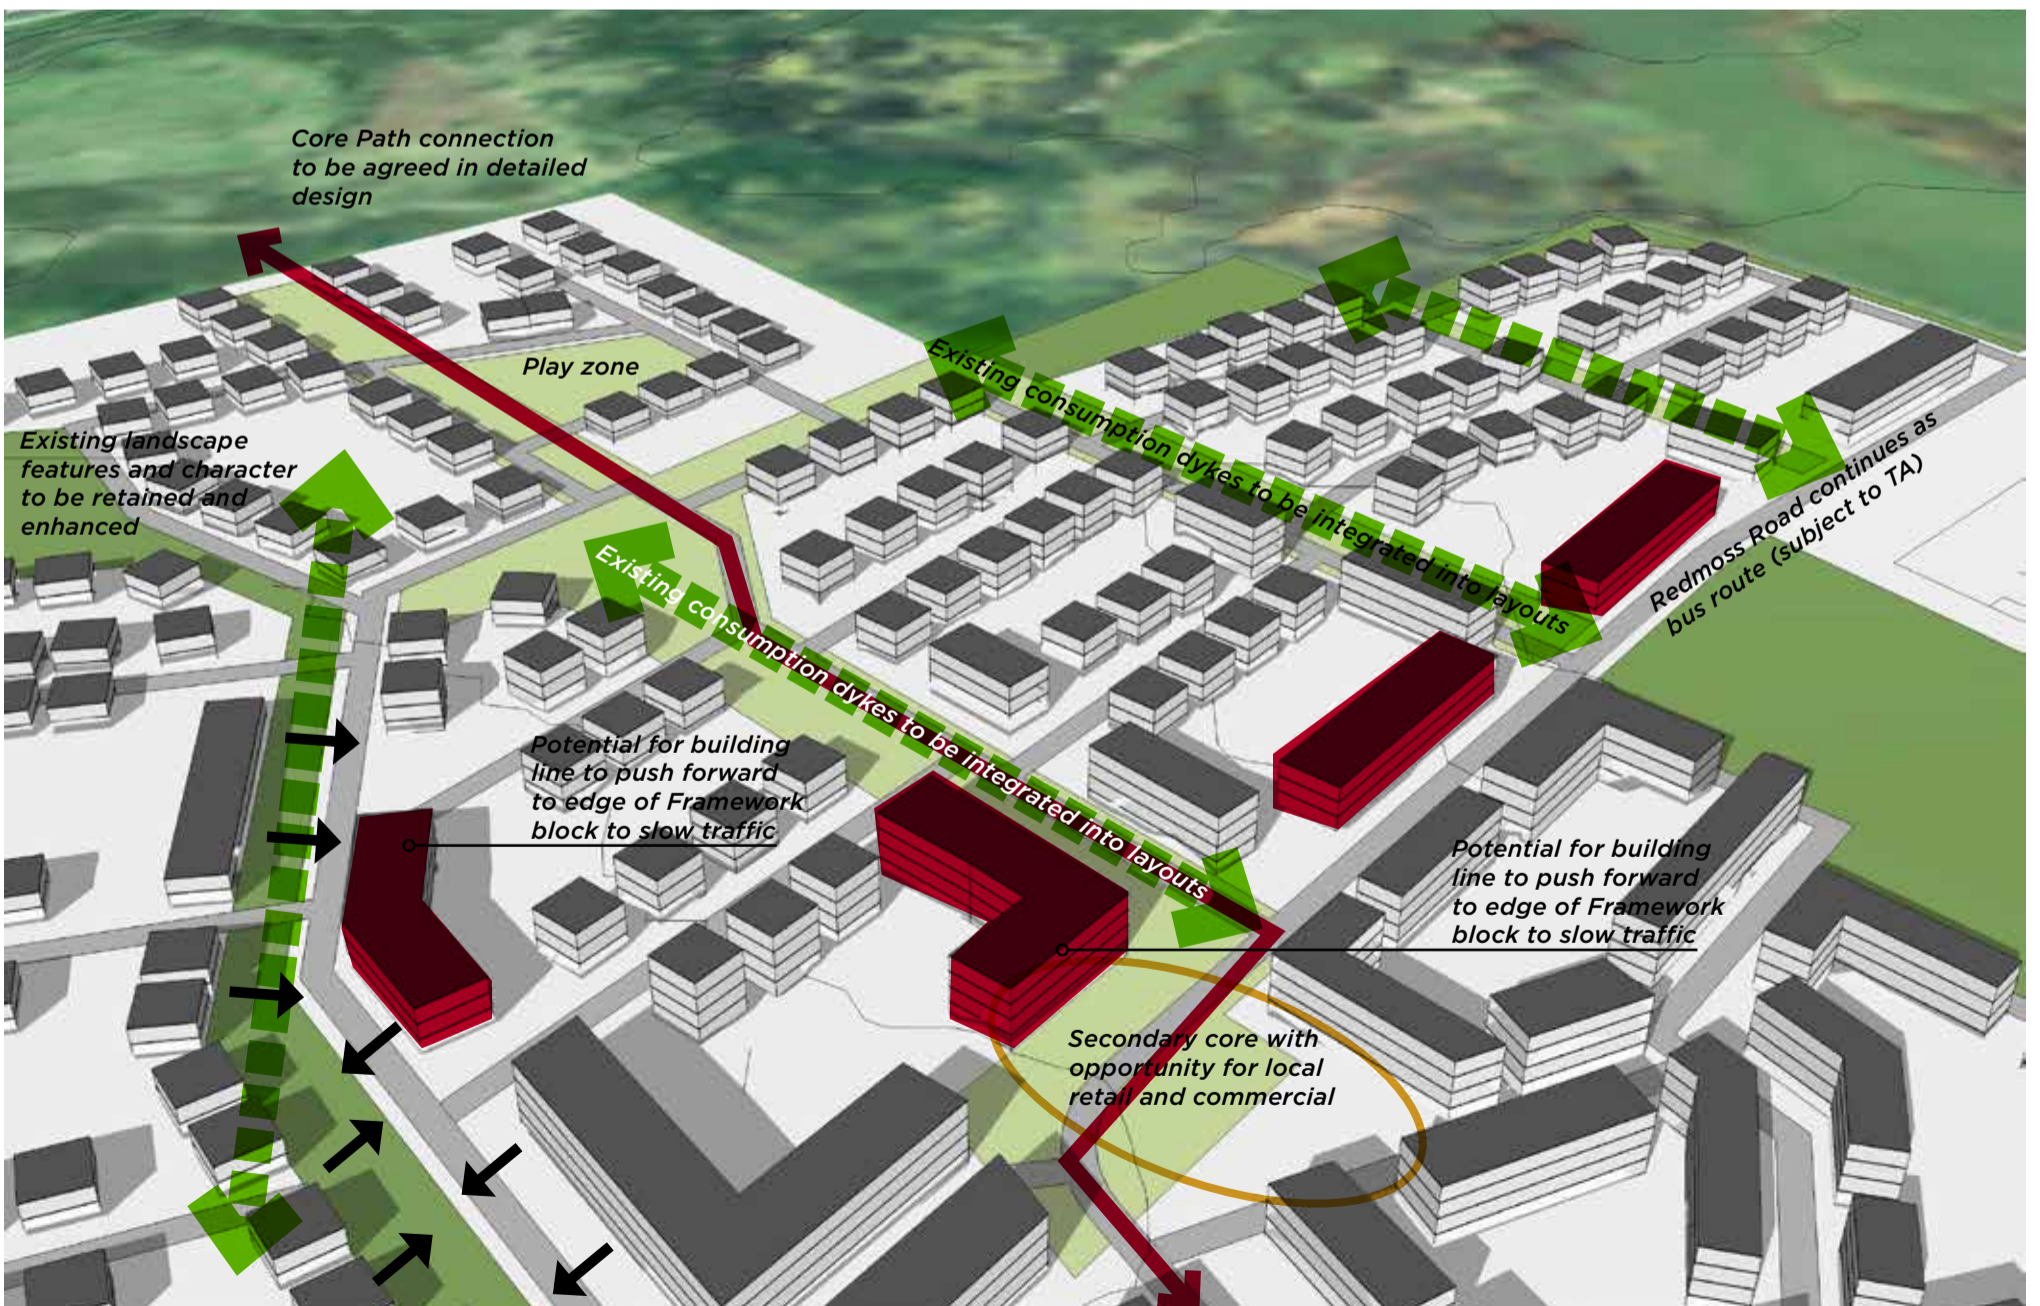 Core Path connection
to be agreed in detailed
design
Play zone
Existing landscape
features and character
to be retained and
enhanced
Existing consumption dykes to be integrated into layouts
Existing consumption dykes to be integrated into layouts
Redmoss Road continues as
bus route (subject to TA)
Potential for building
line to push forward
to edge of Framework
block to slow traffic
Potential for building
line to push forward
to edge of Framework
block to slow traffic
Secondary core with
opportunity for local
retail and commercial